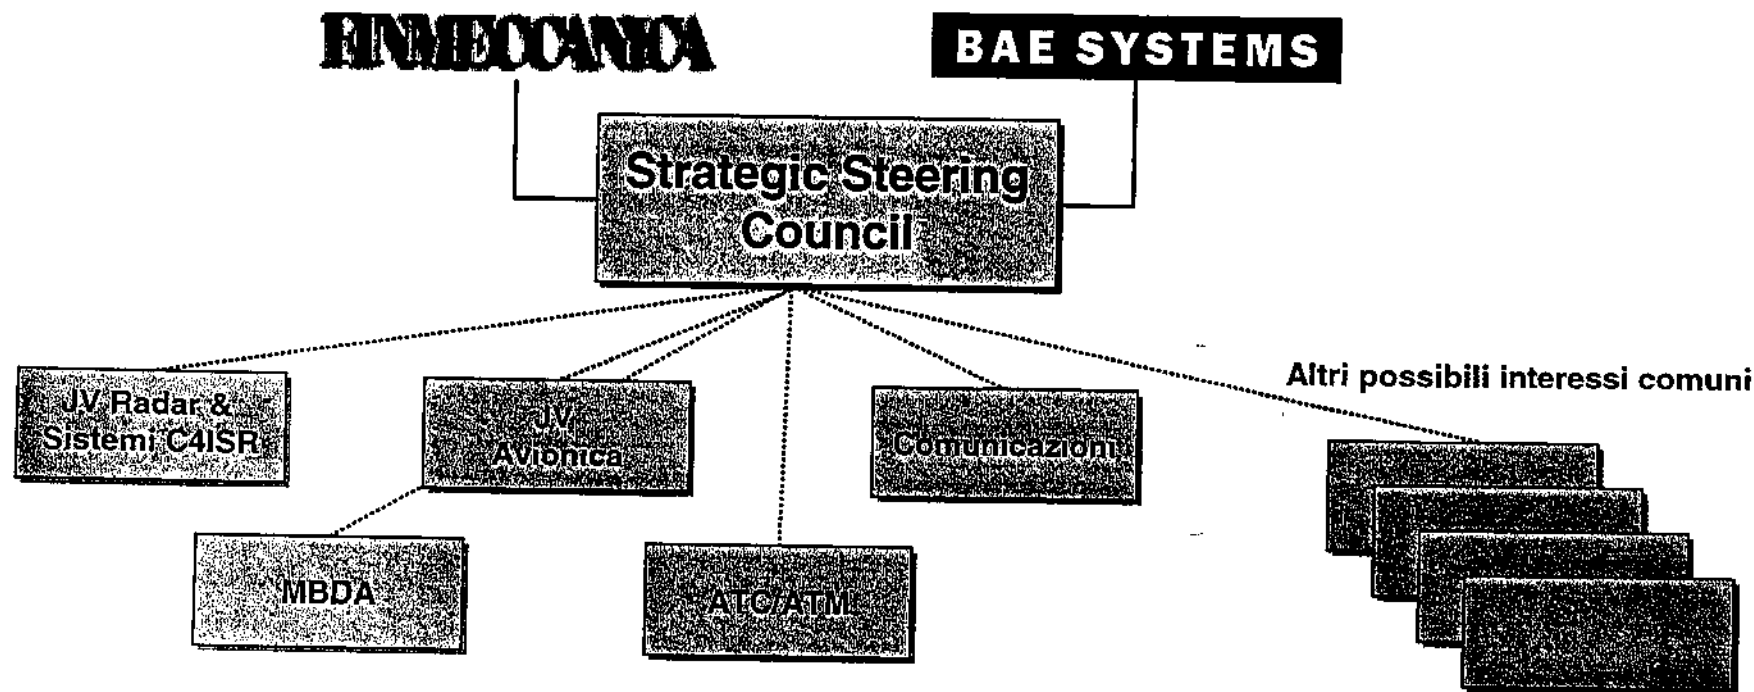 FINMECCANICA
BAE SYSTEMS
Strategic Steering
Council
JV Radar &
Sistemi C4ISR
JV
Avionica
Comunicazioni
Altri possibili interessi comuni
MBDA
ATC/ATM